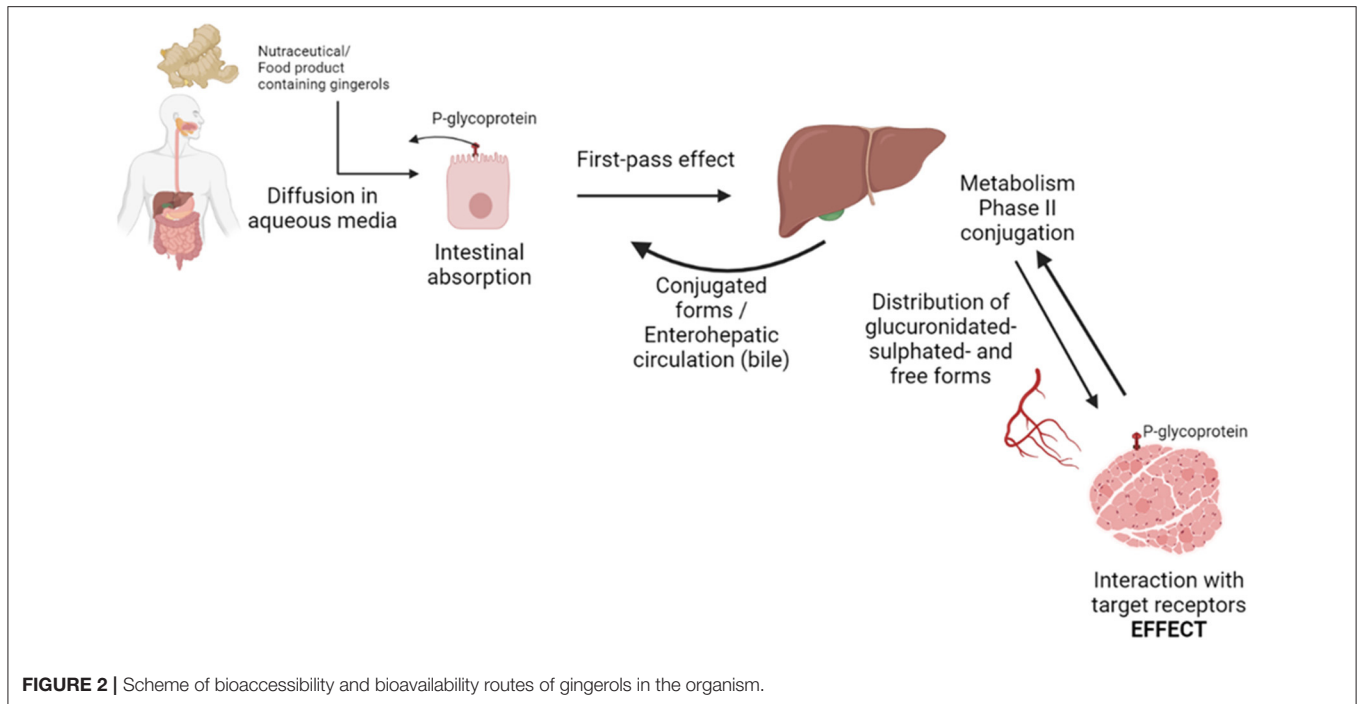 Nutraceutical/
Food product
containing gingerols
P-glycoprotein
Diffusion in
aqueous media
Intestinal
absorption
First-pass effect
Conjugated
forms /
Enterohepatic
circulation (bile)
Metabolism
Phase II
conjugation
Distribution of
glucuronidated-
sulphated- and
free forms
P-glycoprotein
Interaction with
target receptors
EFFECT
FIGURE 2 | Scheme of bioaccessibility and bioavailability routes of gingerols in the organism.